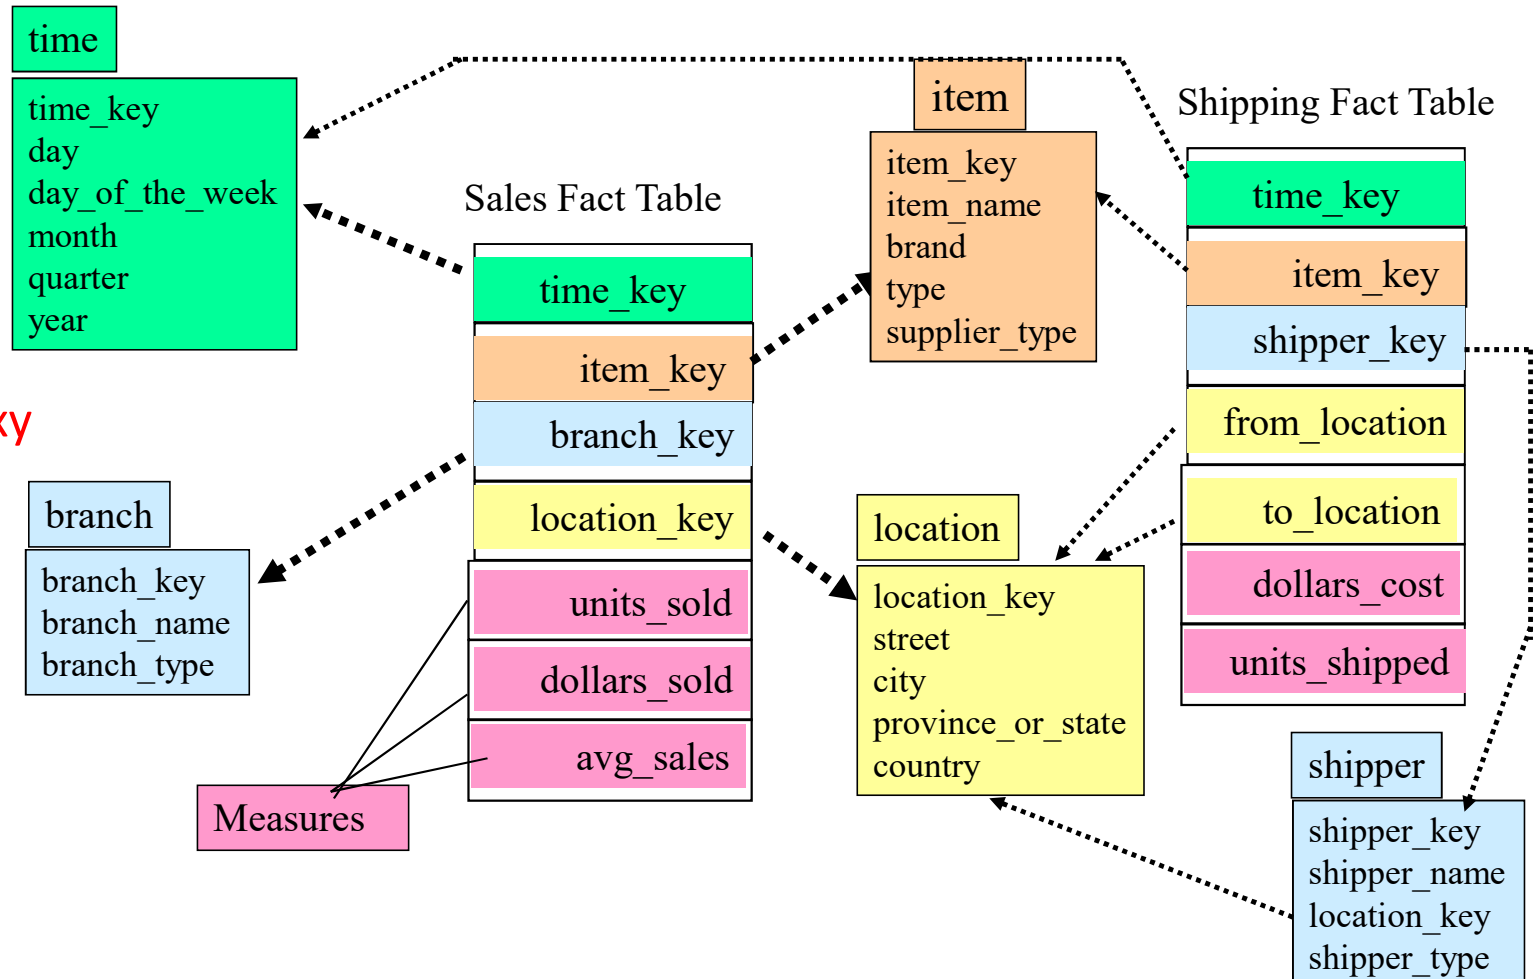 time
time_key
day
day_of_the_week
month
quarter
year
Sales Fact Table
time_key
item_key
branch_key
location_key
units_sold
dollars_sold
avg_sales
Measures
xy
branch
branch_key
branch_name
branch_type
item
item_key
item_name
brand
type
supplier_type
location
location_key
street
city
province_or_state
country
Shipping Fact Table
time_key
item_key
shipper_key
from_location
to_location
dollars_cost
units_shipped
shipper
shipper_key
shipper_name
location_key
shipper_type